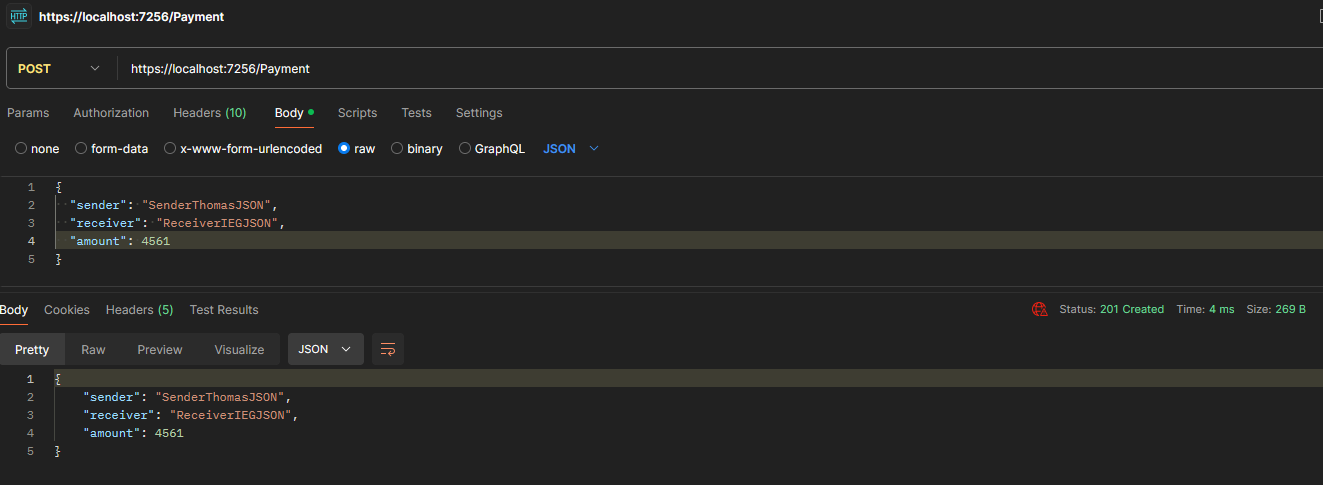 HTTP https://localhost:7256/Payment
POST https://localhost:7256/Payment
Params Authorization Headers (10) Body Scripts Tests Settings
none form-data x-www-form-urlencoded raw binary GraphQL JSON
1 {
2 "sender": "SenderThomasJSON",
3 "receiver": "ReceiverIEGJSON",
4 "amount": 4561
5 }
Body Cookies Headers (5) Test Results Status: 201 Created Time: 4 ms Size: 269 B
Pretty Raw Preview Visualize JSON
1 {
2 "sender": "SenderThomasJSON",
3 "receiver": "ReceiverIEGJSON",
4 "amount": 4561
5 }